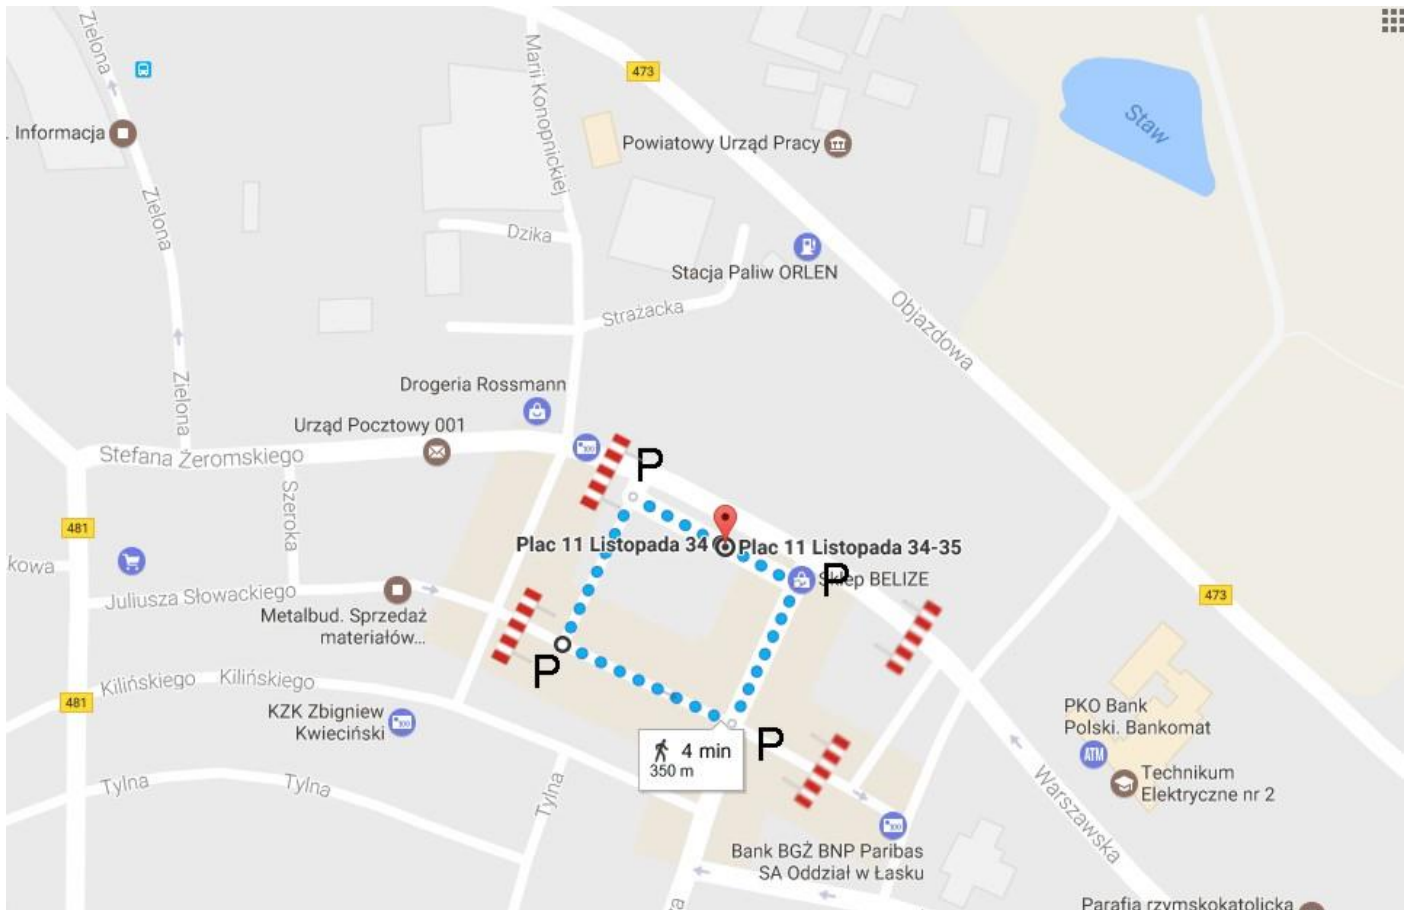 Zielona
473
Marii Konopnickiej
. Informacja
Powiatowy Urząd Pracy
Staw
Zielona
Dzika
Stacja Paliw ORLEN
Strażacka
Objazdowa
Zielona
Drogeria Rossmann
Urząd Pocztowy 001
Stefana Żeromskiego
P
Szeroka
481
Plac 11 Listopada 34
Plac 11 Listopada 34-35
kowa
P
Sklep BELIZE
Juliusza Słowackiego
473
Metalbud. Sprzedaż
materiałów...
P
Kilińskiego
Kilińskiego
481
KZK Zbigniew
Kwieciński
PKO Bank
Polski. Bankomat
P
4 min
350 m
ATM
Technikum
Elektryczne nr 2
Tylna
Tylna
Tylna
Warszawska
Bank BGŻ BNP Paribas
SA Oddział w Łasku
Parafia rzymskokatolicka